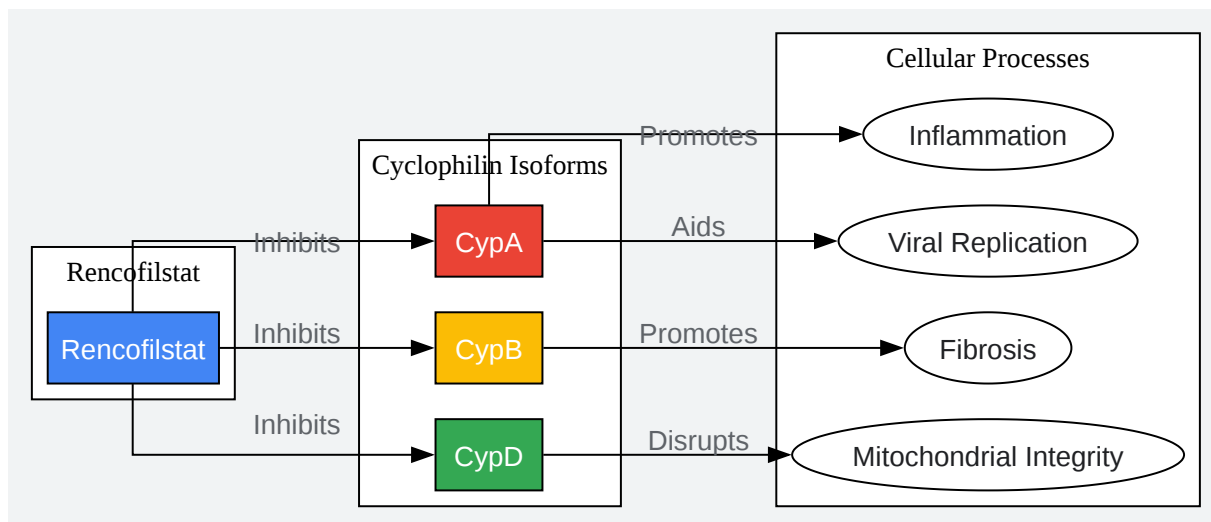 Cellular Processes
Promotes
Inflammation
Cyclophilin Isoforms
Inhibits
CypA
Aids
Viral Replication
Rencofilstat
Rencofilstat
Inhibits
CypB
Promotes
Fibrosis
Inhibits
CypD
Disrupts
Mitochondrial Integrity